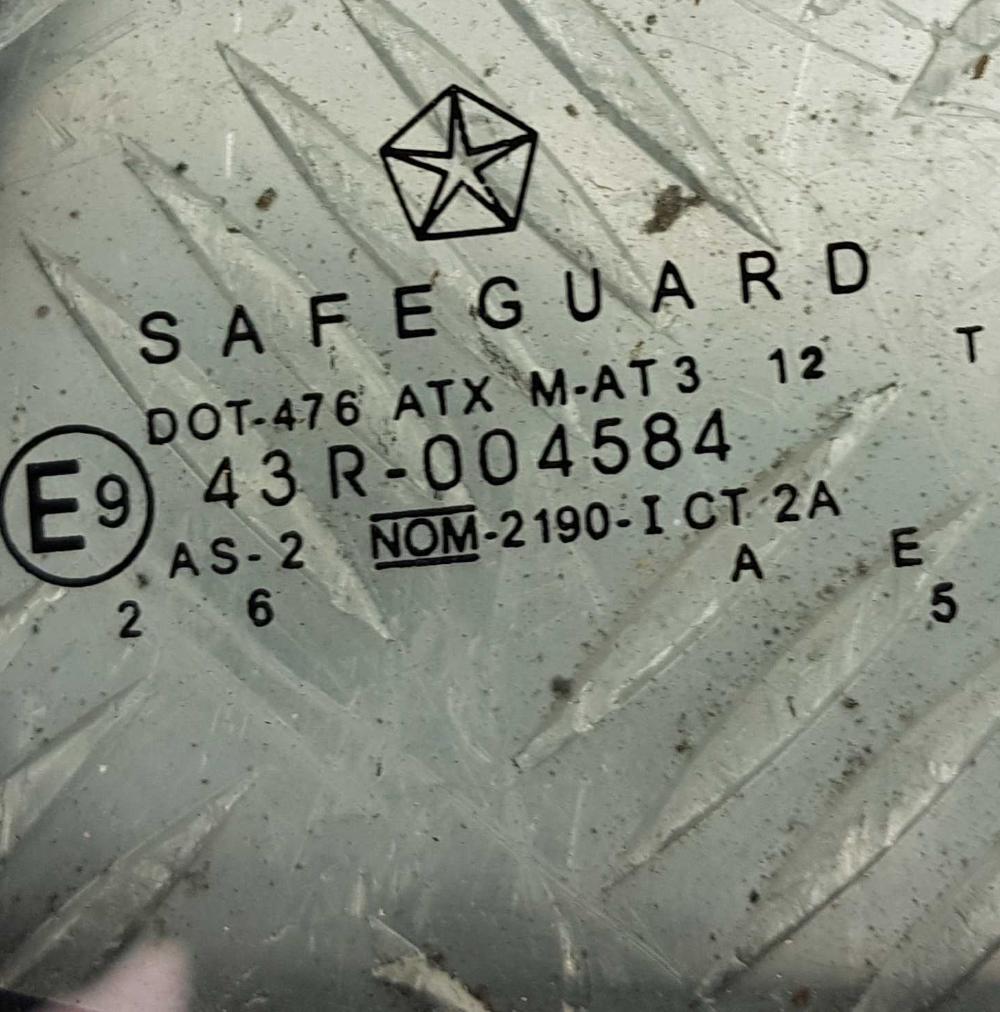 SAFEGUARD
DOT-476 ATX M-AT3 12 T
E9 43R-004584
AS-2 NOM-2190-I CT 2A
A E
2 6 5